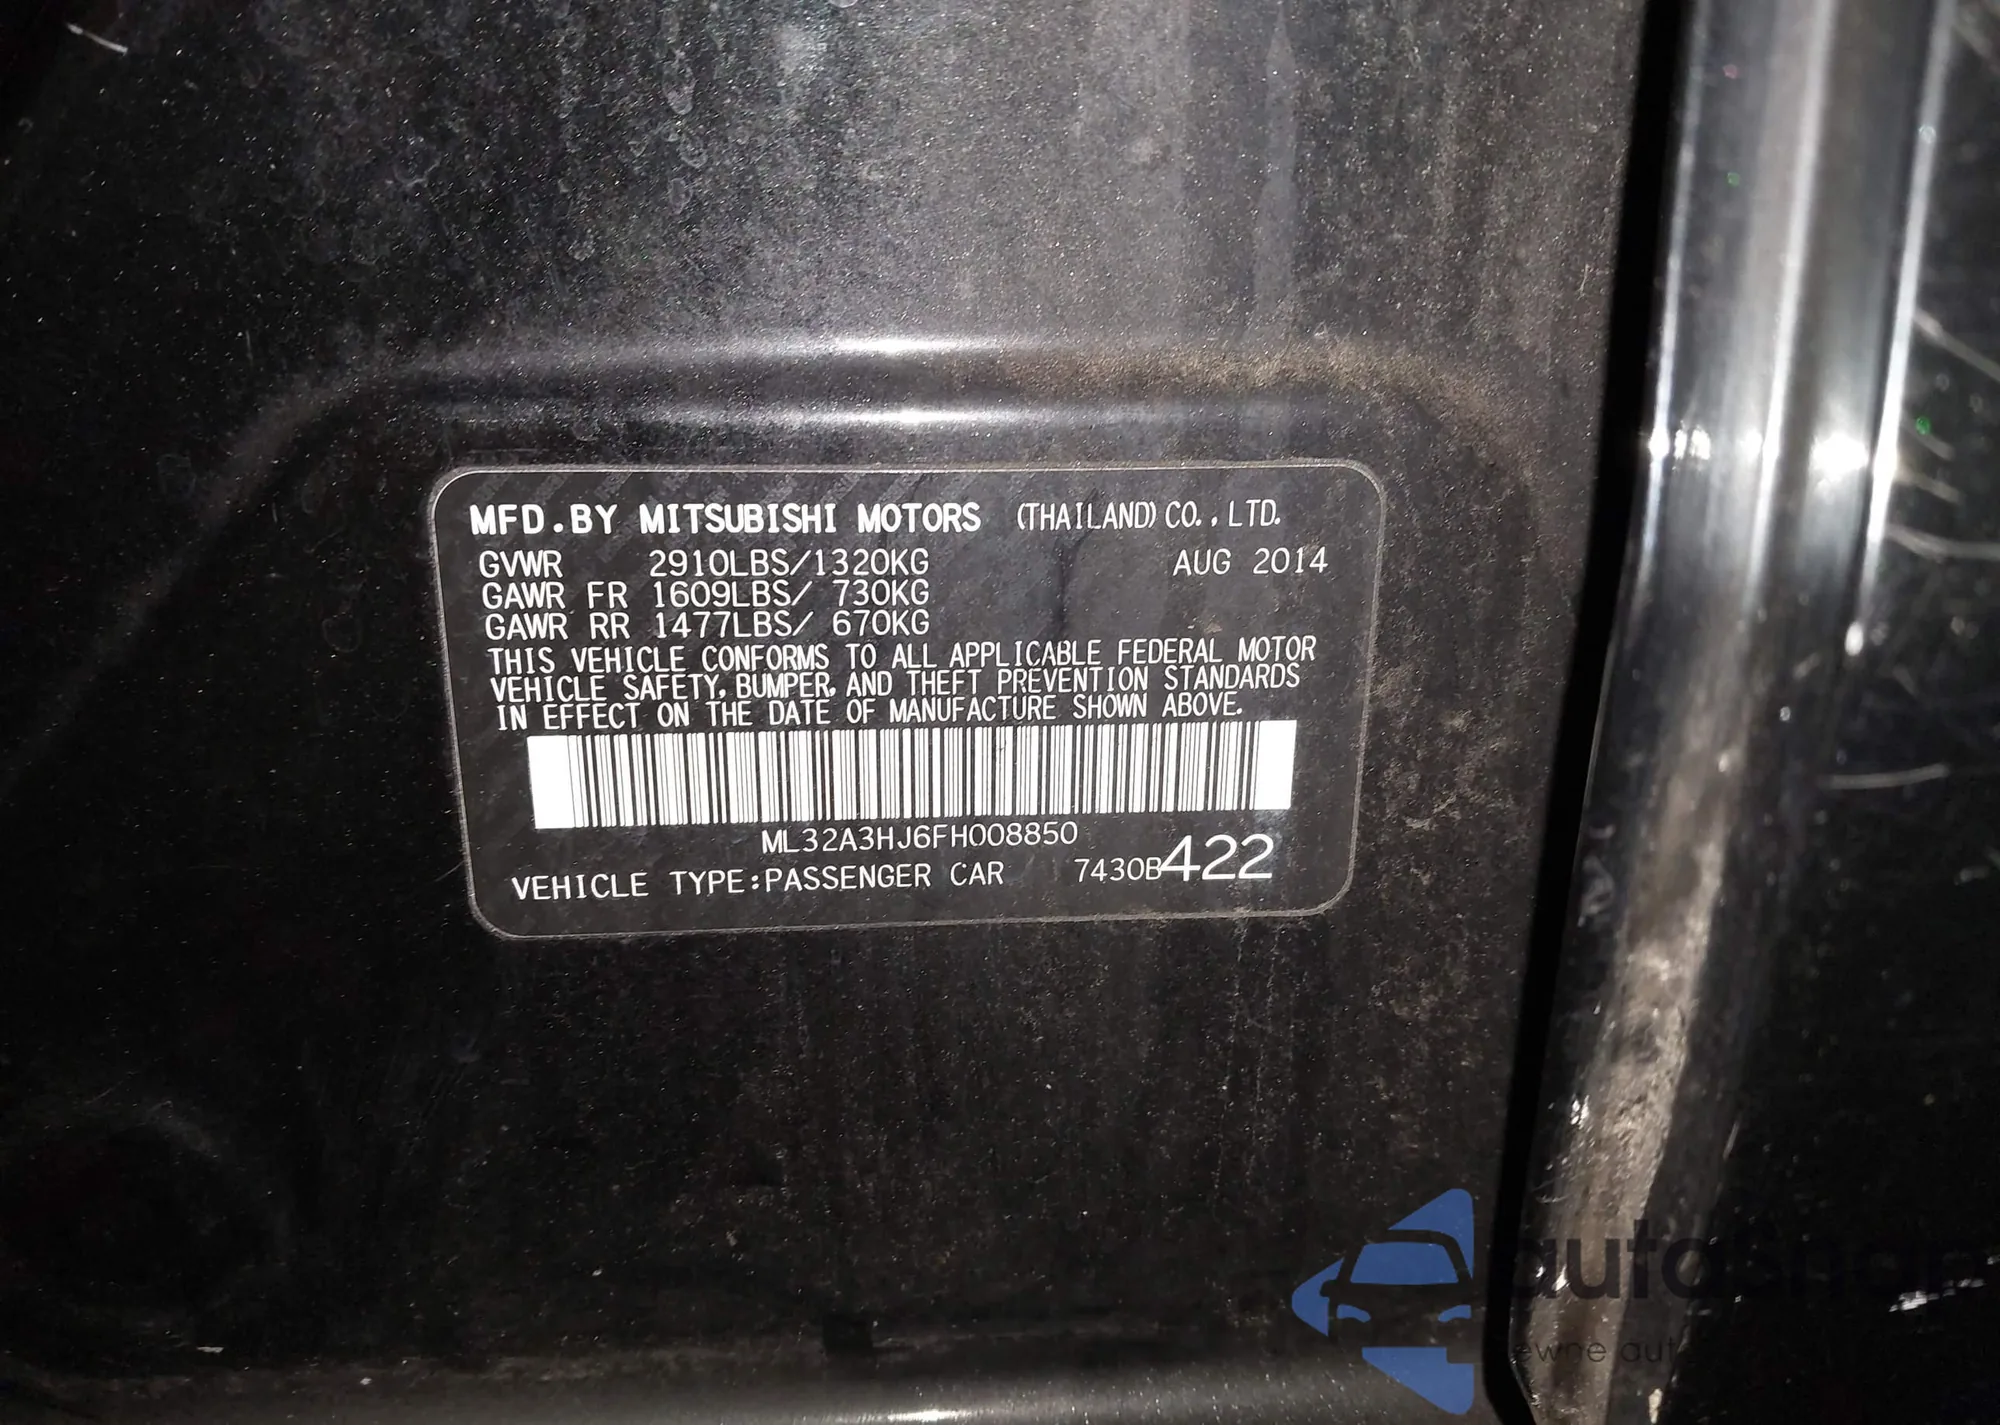 MFD.BY MITSUBISHI MOTORS (THAILAND) CO., LTD.
GVWR 2910LBS/1320KG AUG 2014
GAWR FR 1609LBS/ 730KG
GAWR RR 1477LBS/ 670KG
THIS VEHICLE CONFORMS TO ALL APPLICABLE FEDERAL MOTOR
VEHICLE SAFETY, BUMPER, AND THEFT PREVENTION STANDARDS
IN EFFECT ON THE DATE OF MANUFACTURE SHOWN ABOVE.
ML32A3HJ6FH008850
VEHICLE TYPE:PASSENGER CAR 7430B422